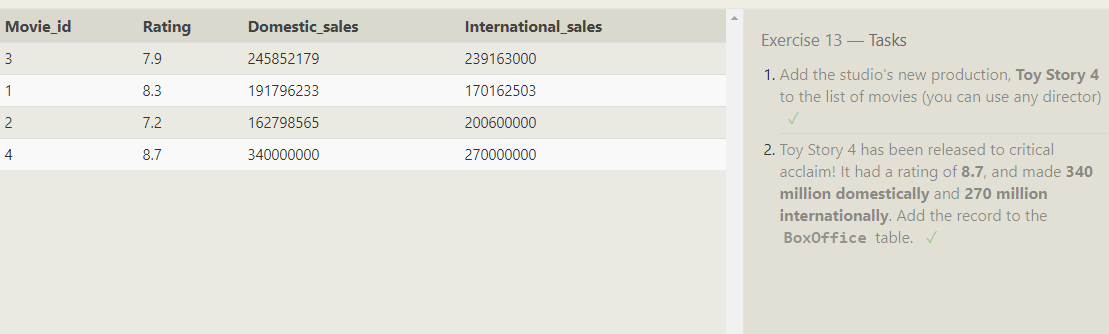 Movie_id Rating Domestic_sales International_sales
3 7.9 245852179 239163000
1 8.3 191796233 170162503
2 7.2 162798565 200600000
4 8.7 340000000 270000000
Exercise 13 — Tasks
1. Add the studio's new production, Toy Story 4
to the list of movies (you can use any director)
✓
2. Toy Story 4 has been released to critical
acclaim! It had a rating of 8.7, and made 340
million domestically and 270 million
internationally. Add the record to the
BoxOffice table. ✓